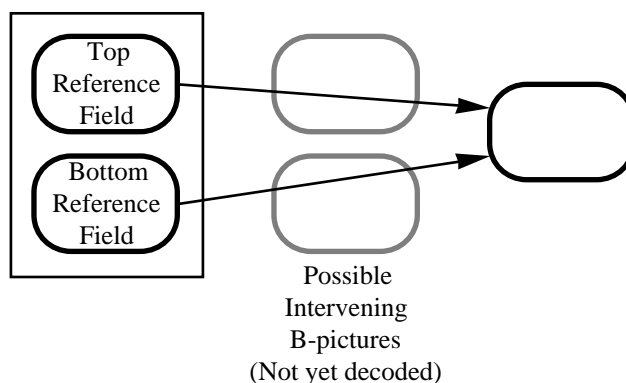 Top
Reference
Field
Bottom
Reference
Field
Possible
Intervening
B-pictures
(Not yet decoded)